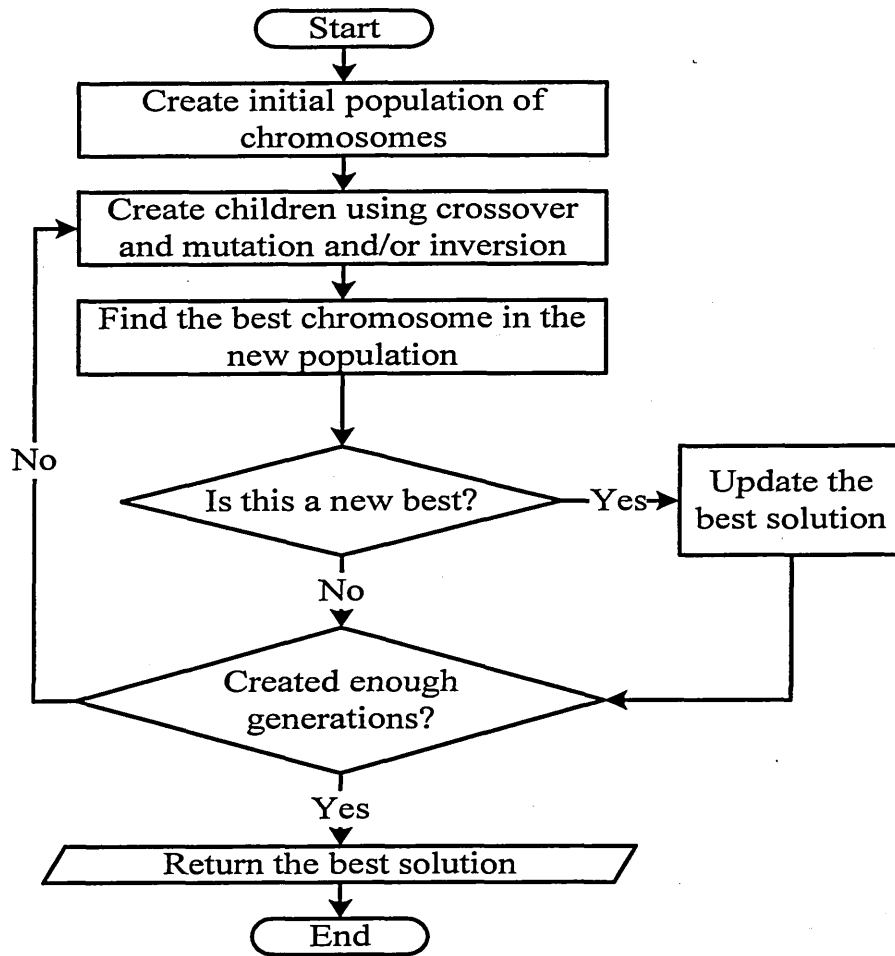 Start
Create initial population of
chromosomes
Create children using crossover
and mutation and/or inversion
Find the best chromosome in the
new population
No
Is this a new best?
Yes
Update the
best solution
No
Created enough
generations?
Yes
Return the best solution
End